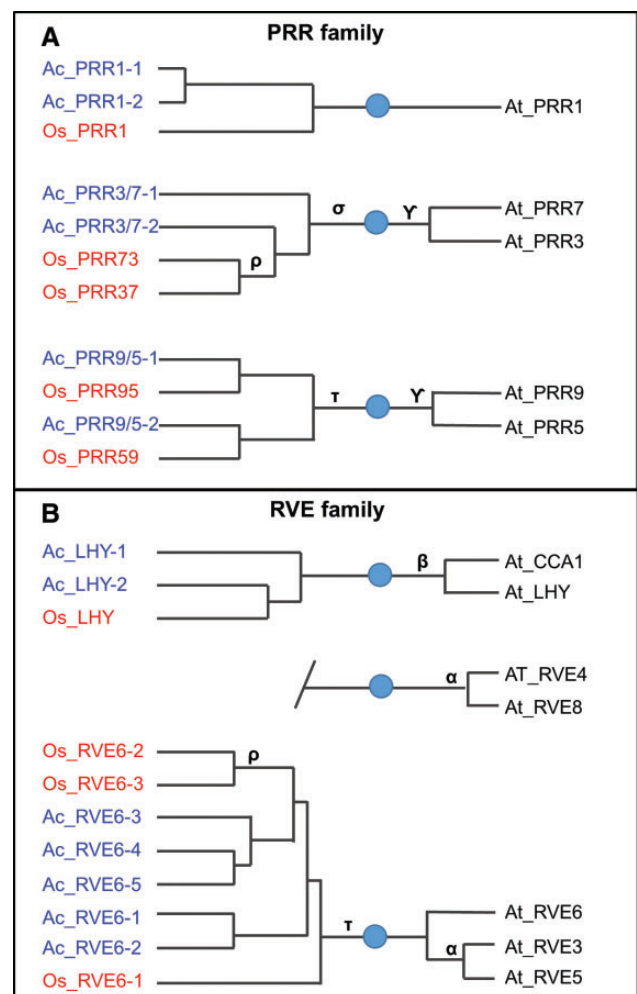 A
PRR family
Ac_PRR1-1
Ac_PRR1-2
Os_PRR1
At_PRR1
Ac_PRR3/7-1
Ac_PRR3/7-2
Os_PRR73
Os_PRR37
ρ
σ
ϒ
At_PRR7
At_PRR3
Ac_PRR9/5-1
Os_PRR95
Ac_PRR9/5-2
Os_PRR59
τ
ϒ
At_PRR9
At_PRR5
B
RVE family
Ac_LHY-1
Ac_LHY-2
Os_LHY
β
At_CCA1
At_LHY
α
AT_RVE4
At_RVE8
Os_RVE6-2
Os_RVE6-3
ρ
Ac_RVE6-3
Ac_RVE6-4
Ac_RVE6-5
Ac_RVE6-1
Ac_RVE6-2
Os_RVE6-1
τ
α
At_RVE6
At_RVE3
At_RVE5